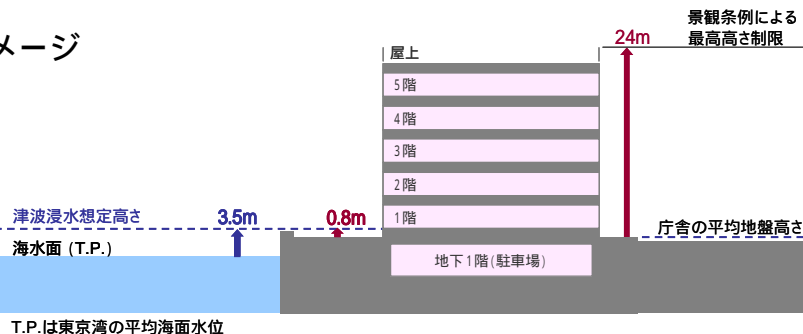 メージ
景観条例による
最高高さ制限
24m
屋上
5階
4階
3階
2階
1階
津波浸水想定高さ
3.5m
0.8m
庁舎の平均地盤高さ
海水面 (T.P.)
地下1階(駐車場)
T.P.は東京湾の平均海面水位